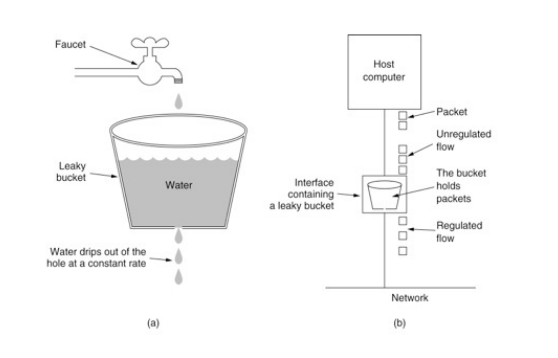 Faucet
Leaky
bucket
Water
Water drips out of the
hole at a constant rate
(a)
Host
computer
Packet
Unregulated
flow
Interface
containing
a leaky bucket
The bucket
holds
packets
Regulated
flow
Network
(b)